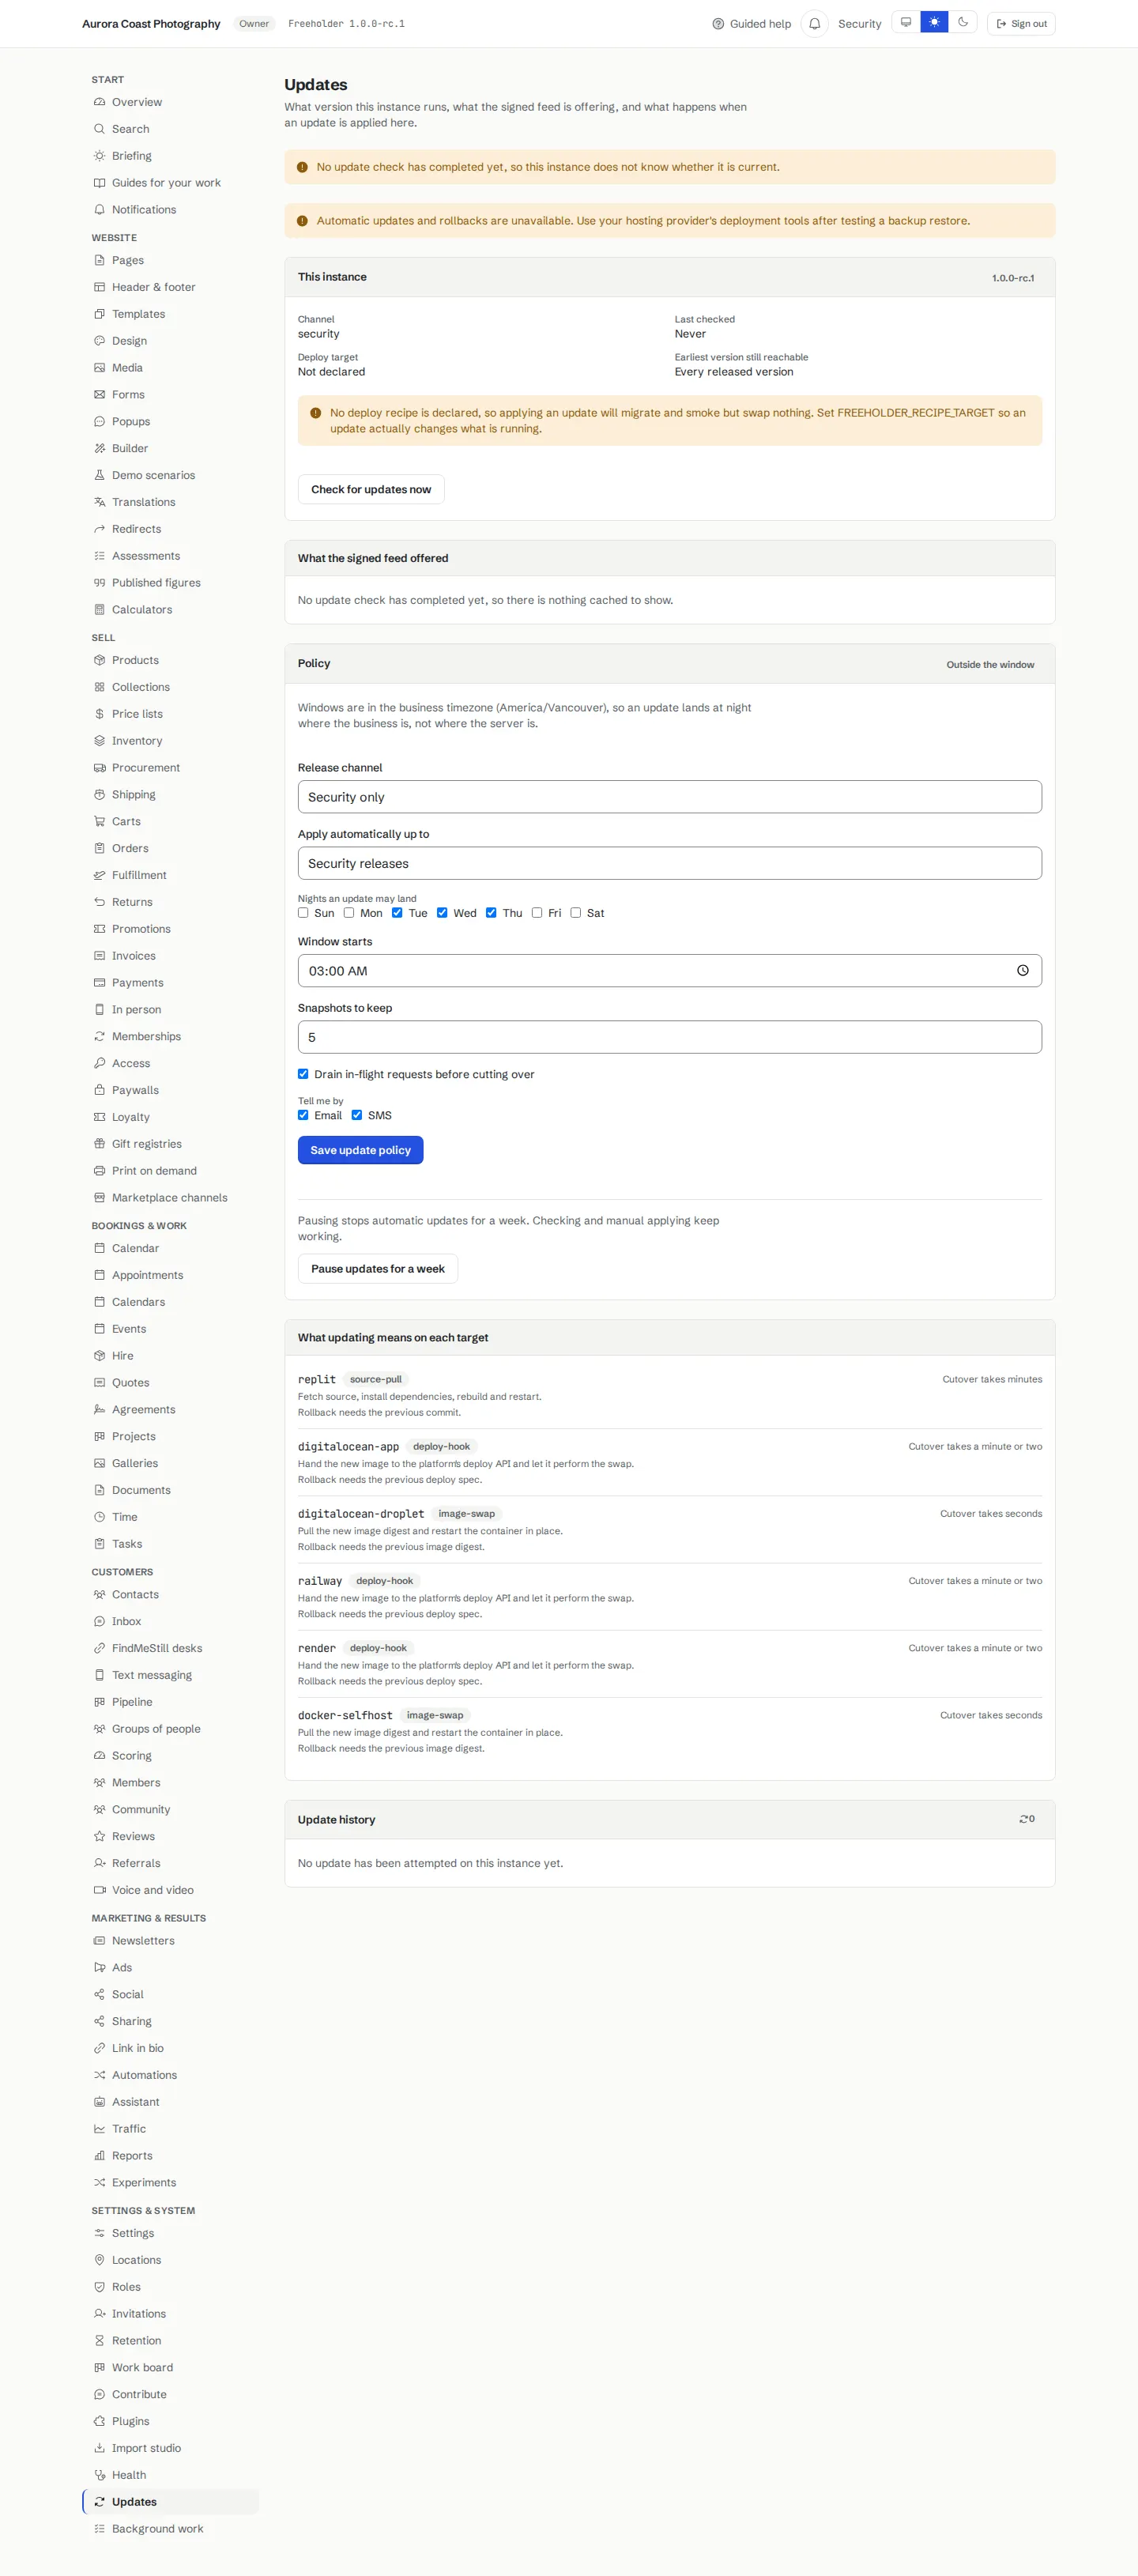 Aurora Coast Photography Owner Freeholder 1.0.0-rc.1 Guided help Security Sign out
START
Overview
Search
Briefing
Guides for your work
Notifications
WEBSITE
Pages
Header & footer
Templates
Design
Media
Forms
Popups
Builder
Demo scenarios
Translations
Redirects
Assessments
Published figures
Calculators
SELL
Products
Collections
Price lists
Inventory
Procurement
Shipping
Carts
Orders
Fulfillment
Returns
Promotions
Invoices
Payments
In person
Memberships
Access
Paywalls
Loyalty
Gift registries
Print on demand
Marketplace channels
BOOKINGS & WORK
Calendar
Appointments
Calendars
Events
Hire
Quotes
Agreements
Projects
Galleries
Documents
Time
Tasks
CUSTOMERS
Contacts
Inbox
FindMeStill desks
Text messaging
Pipeline
Groups of people
Scoring
Members
Community
Reviews
Referrals
Voice and video
MARKETING & RESULTS
Newsletters
Ads
Social
Sharing
Link in bio
Automations
Assistant
Traffic
Reports
Experiments
SETTINGS & SYSTEM
Settings
Locations
Roles
Invitations
Retention
Work board
Contribute
Plugins
Import studio
Health
Updates
Background work
Updates
What version this instance runs, what the signed feed is offering, and what happens when
an update is applied here.
No update check has completed yet, so this instance does not know whether it is current.
Automatic updates and rollbacks are unavailable. Use your hosting provider's deployment tools after testing a backup restore.
This instance 1.0.0-rc.1
Channel Last checked
security Never
Deploy target Earliest version still reachable
Not declared Every released version
No deploy recipe is declared, so applying an update will migrate and smoke but swap nothing. Set FREEHOLDER_RECIPE_TARGET so an
update actually changes what is running.
Check for updates now
What the signed feed offered
No update check has completed yet, so there is nothing cached to show.
Policy Outside the window
Windows are in the business timezone (America/Vancouver), so an update lands at night
where the business is, not where the server is.
Release channel
Security only
Apply automatically up to
Security releases
Nights an update may land
Sun Mon Tue Wed Thu Fri Sat
Window starts
03:00 AM
Snapshots to keep
5
Drain in-flight requests before cutting over
Tell me by
Email SMS
Save update policy
Pausing stops automatic updates for a week. Checking and manual applying keep
working.
Pause updates for a week
What updating means on each target
replit source-pull Cutover takes minutes
Fetch source, install dependencies, rebuild and restart.
Rollback needs the previous commit.
digitalocean-app deploy-hook Cutover takes a minute or two
Hand the new image to the platform's deploy API and let it perform the swap.
Rollback needs the previous deploy spec.
digitalocean-droplet image-swap Cutover takes seconds
Pull the new image digest and restart the container in place.
Rollback needs the previous image digest.
railway deploy-hook Cutover takes a minute or two
Hand the new image to the platform's deploy API and let it perform the swap.
Rollback needs the previous deploy spec.
render deploy-hook Cutover takes a minute or two
Hand the new image to the platform's deploy API and let it perform the swap.
Rollback needs the previous deploy spec.
docker-selfhost image-swap Cutover takes seconds
Pull the new image digest and restart the container in place.
Rollback needs the previous image digest.
Update history 0
No update has been attempted on this instance yet.